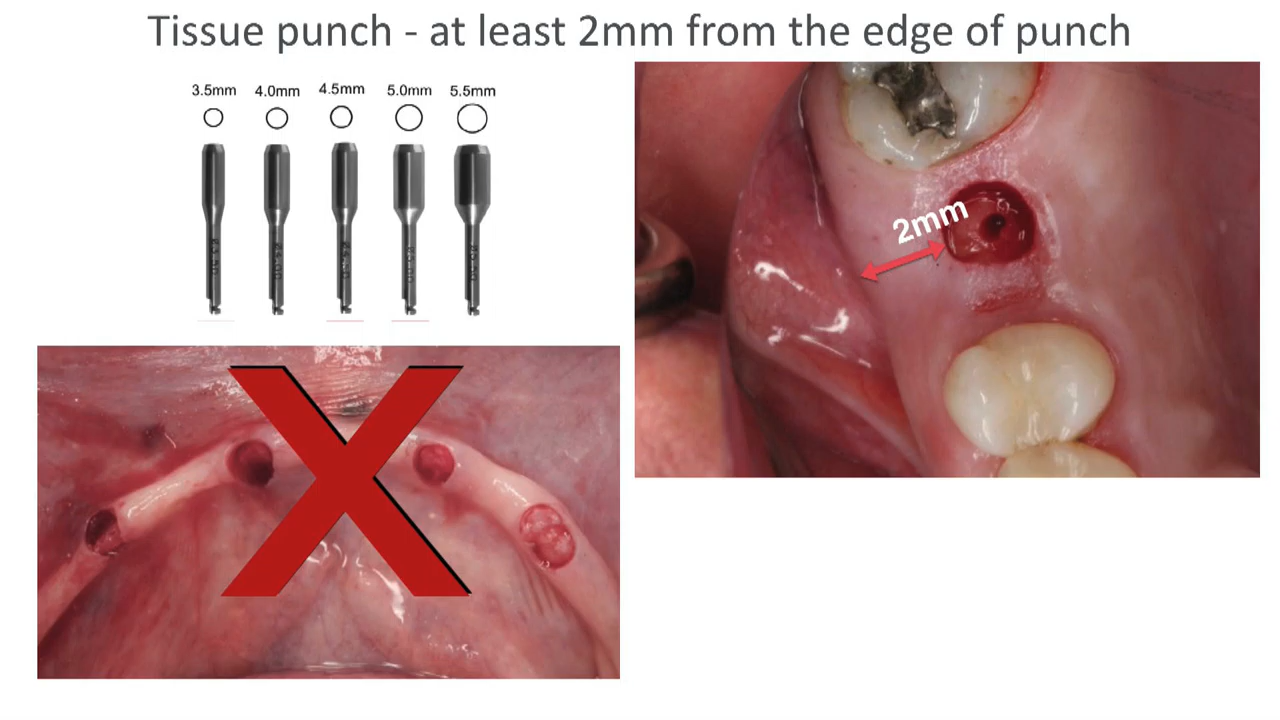 Tissue punch - at least 2mm from the edge of punch
3.5mm 4.0mm 4.5mm 5.0mm 5.5mm
2mm